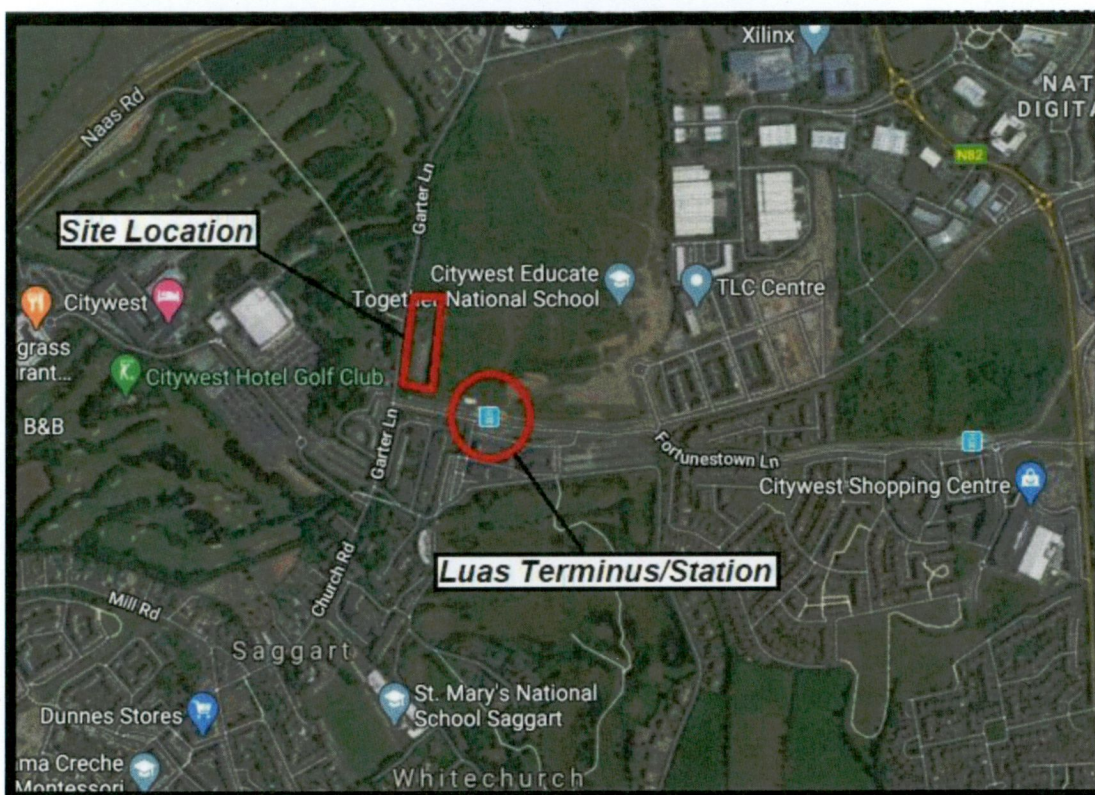 Xilinx
NAT
DIGITA
Naas Rd
N82
Garter Ln
Site Location
Citywest Educate
Together National School
TLC Centre
Citywest
grass
irant...
Citywest Hotel Golf Club
B&B
Garter Ln
Fortunestown Ln
Citywest Shopping Centre
Luas Terminus/Station
Church Rd
Mill Rd
Saggart
St. Mary's National
School Saggart
Dunnes Stores
ma Creche
Montessori
Whitechurch